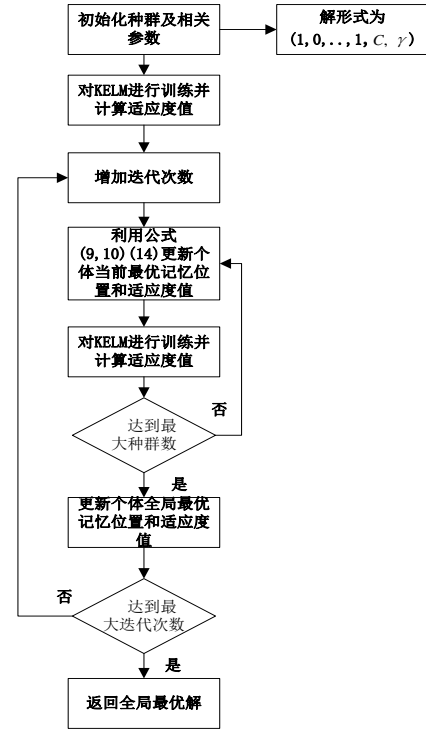 初始化种群及相关
参数
解形式为
(1,0,..,1, C, γ)
对KELM进行训练并
计算适应度值
增加迭代次数
利用公式
(9,10)(14)更新个
体当前最优记忆位
置和适应度值
对KELM进行训练并
计算适应度值
达到最
大种群数
否
是
更新个体全局最优
记忆位置和适应度
值
达到最
大迭代次数
否
是
返回全局最优解